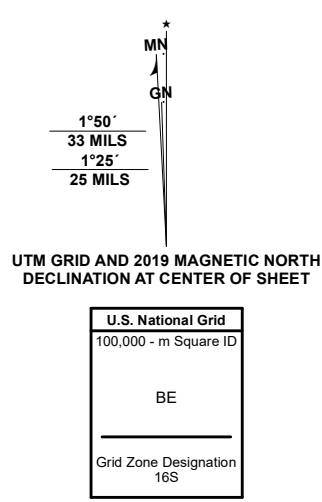 ★
MN
GN
1°50´
33 MILS
1°25´
25 MILS
UTM GRID AND 2019 MAGNETIC NORTH
DECLINATION AT CENTER OF SHEET
U.S. National Grid
100,000 - m Square ID
BE
Grid Zone Designation
16S